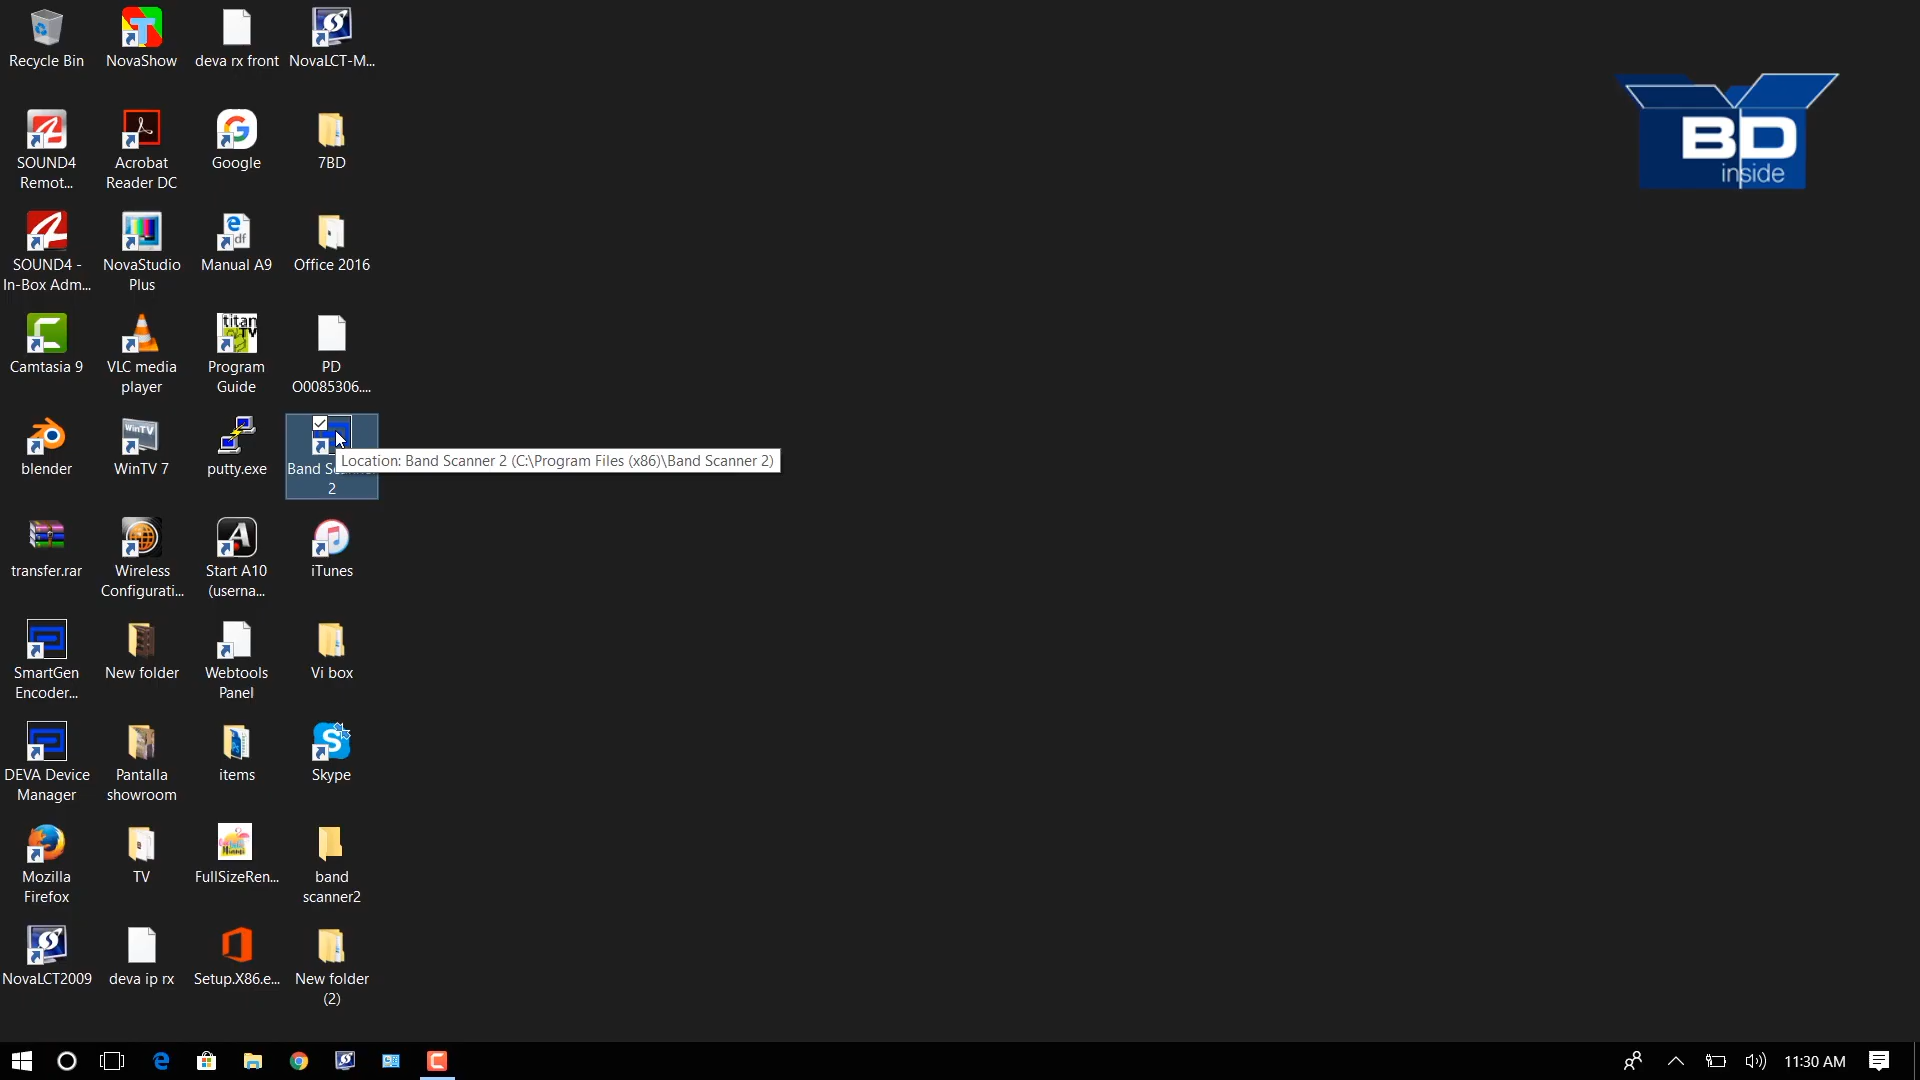 Recycle Bin
NovaShow
deva rx front
NovaLCT-M...
BD
inside
SOUND4
Remot...
Acrobat
Reader DC
Google
7BD
SOUND4 -
In-Box Adm...
NovaStudio
Plus
Manual A9
Office 2016
Camtasia 9
VLC media
player
titan
TV
Program
Guide
PD
O0085306....
blender
WinTV
WinTV 7
putty.exe
Band
2
Location: Band Scanner 2 (C:\Program Files (x86)\Band Scanner 2)
transfer.rar
Wireless
Configurati...
Start A10
(userna...
iTunes
SmartGen
Encoder...
New folder
Webtools
Panel
Vi box
DEVA Device
Manager
Pantalla
showroom
items
Skype
Mozilla
Firefox
TV
FullSizeRen...
band
scanner2
NovaLCT2009
deva ip rx
Setup.X86.e...
New folder
(2)
11:30 AM